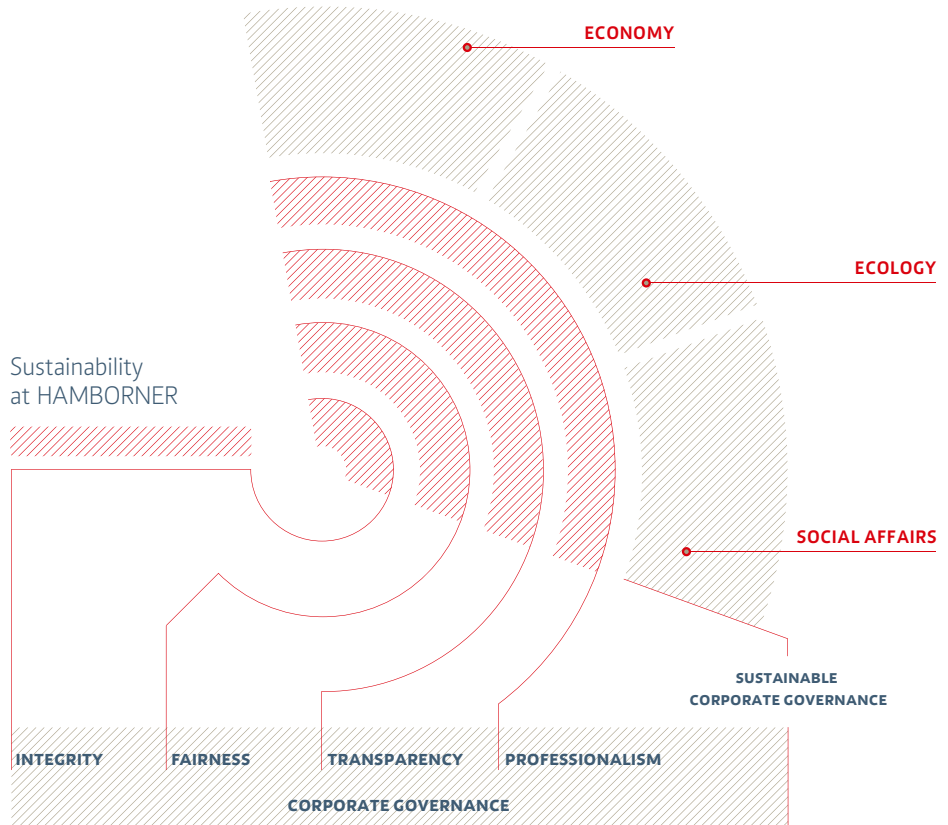 ECONOMY
ECOLOGY
Sustainability
at HAMBORNER
SOCIAL AFFAIRS
SUSTAINABLE
CORPORATE GOVERNANCE
INTEGRITY
FAIRNESS
TRANSPARENCY
PROFESSIONALISM
CORPORATE GOVERNANCE